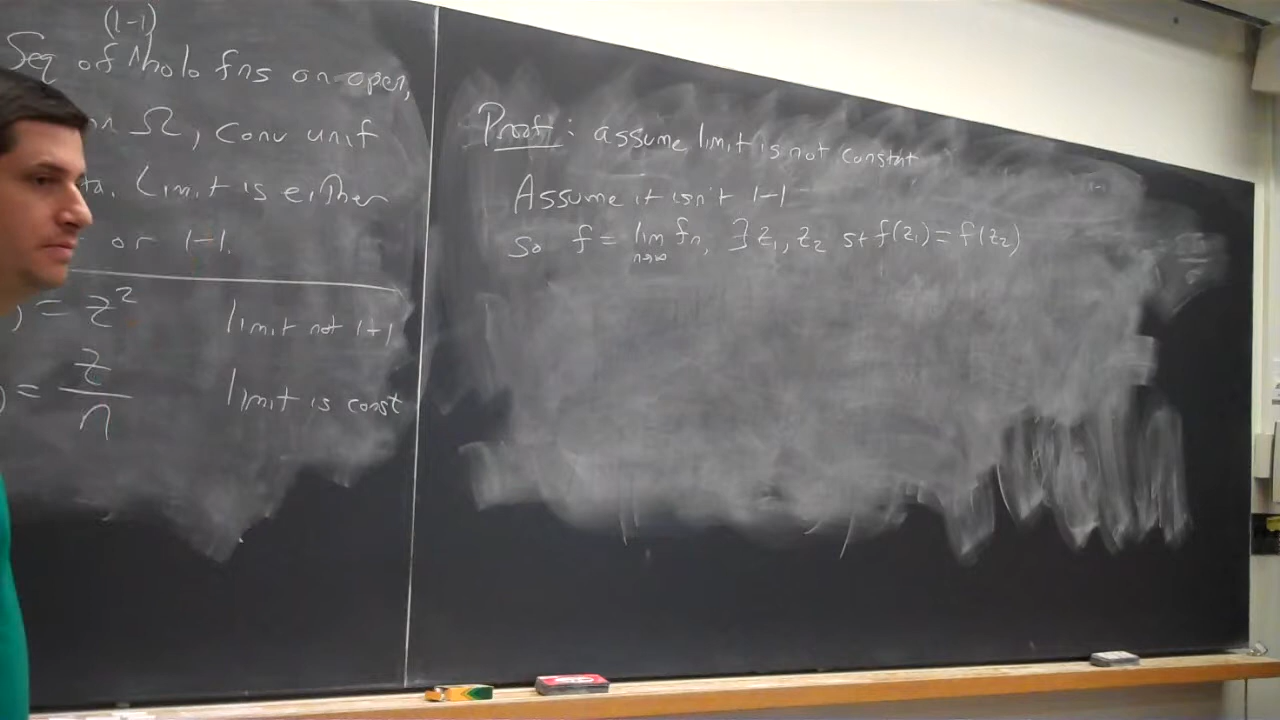 (1-1)
Seq of ∧ holo fns on open,
Ω, conv unif
Limit is either
or 1-1.
) = z²   limit not 1-1
) = z/n   limit is const
Proof: assume limit is not constant
Assume it isn't 1-1
So f = lim n→∞ fn, ∃ z₁, z₂ st f(z₁) = f(z₂)